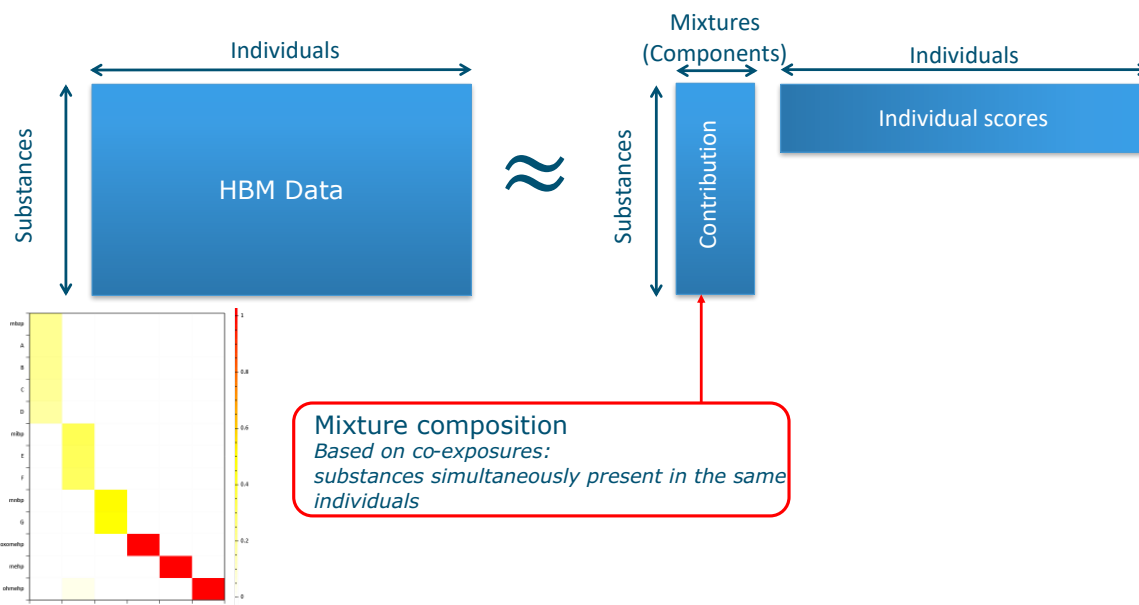 Individuals
Substances
HBM Data
≈
Mixtures
(Components)
Individuals
Substances
Contribution
Individual scores
Mixture composition
Based on co-exposures:
substances simultaneously present in the same
individuals
mbzp
A
B
C
D
mibp
E
F
mnbp
G
oxomehp
mehp
ohmehp
1
0.8
0.6
0.4
0.2
0